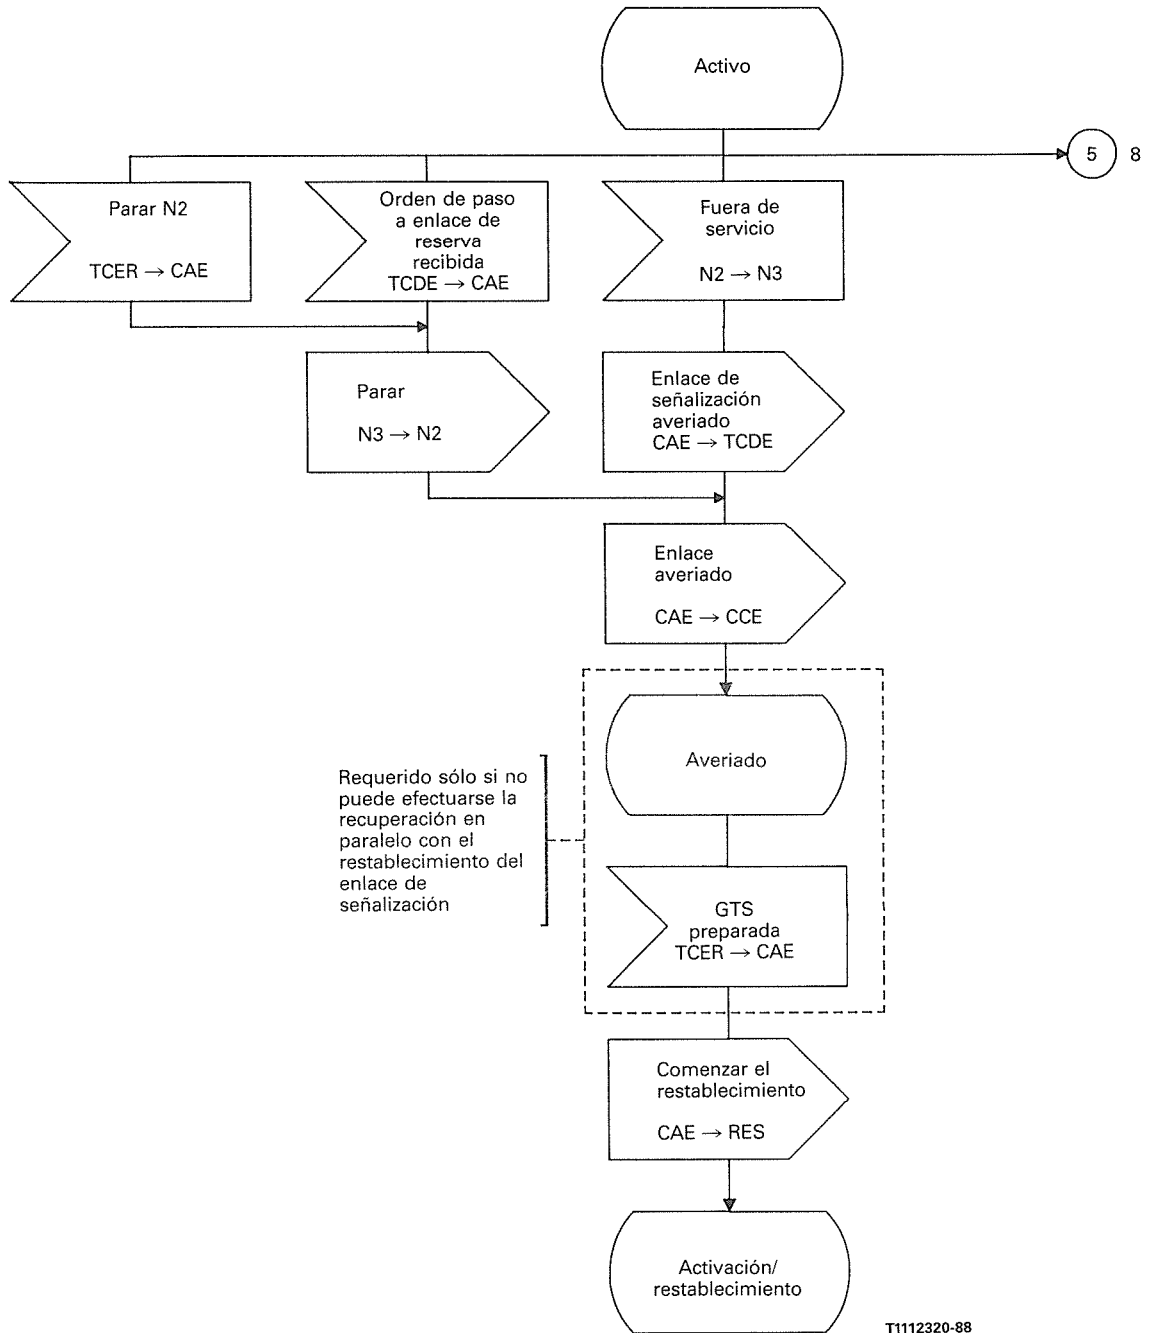 Activo
5 8
Parar N2
TCER → CAE
Orden de paso
a enlace de
reserva
recibida
TCDE → CAE
Fuera de
servicio
N2 → N3
Parar
N3 → N2
Enlace de
señalización
averiado
CAE → TCDE
Enlace
averiado
CAE → CCE
Averiado
Requerido sólo si no
puede efectuarse la
recuperación en
paralelo con el
restablecimiento del
enlace de
señalización
GTS
preparada
TCER → CAE
Comenzar el
restablecimiento
CAE → RES
Activación/
restablecimiento
T1112320-88